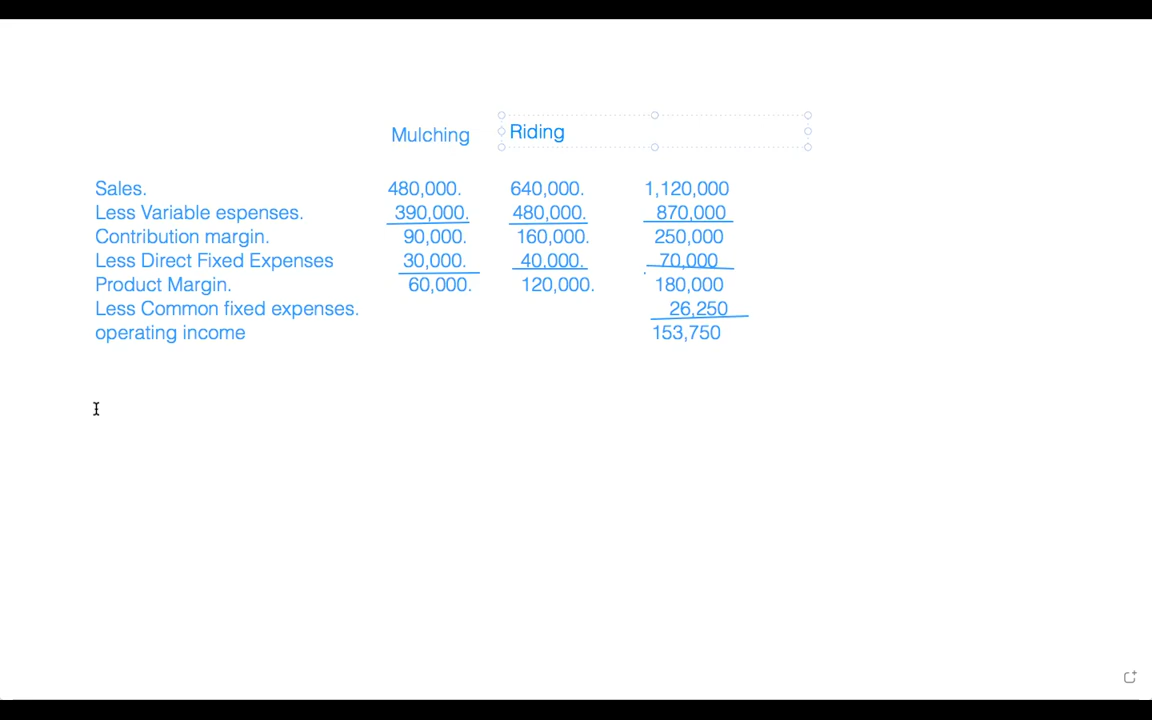 Mulching Riding
Sales. 480,000. 640,000. 1,120,000
Less Variable espenses. 390,000. 480,000. 870,000
Contribution margin. 90,000. 160,000. 250,000
Less Direct Fixed Expenses 30,000. 40,000. 70,000
Product Margin. 60,000. 120,000. 180,000
Less Common fixed expenses. 26,250
operating income 153,750